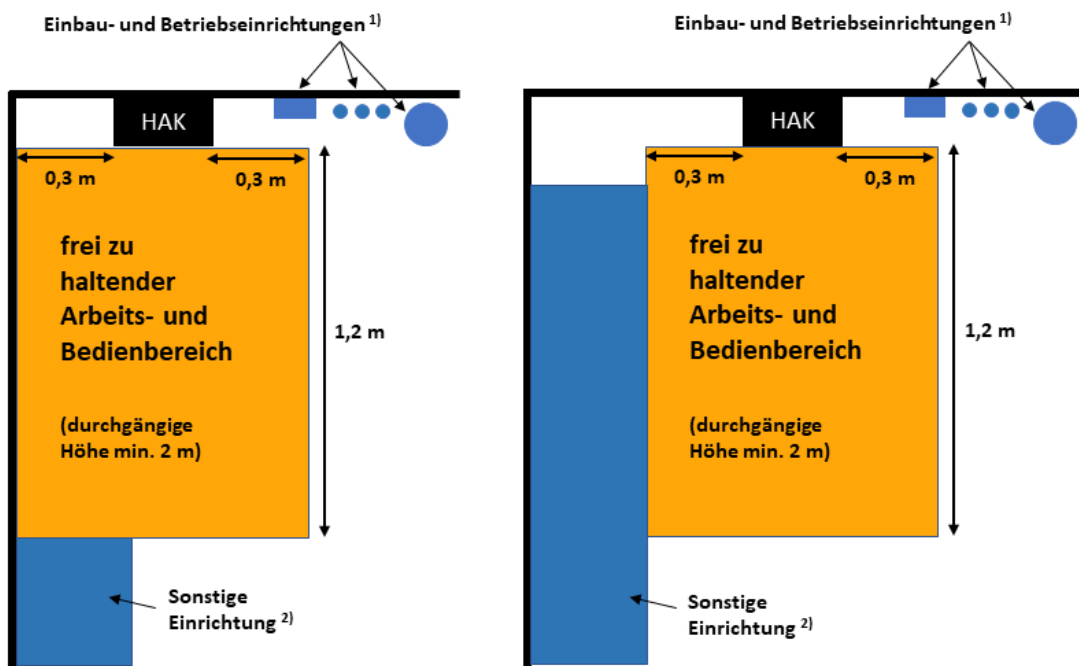 Einbau- und Betriebseinrichtungen 1)
HAK
0,3 m
0,3 m
frei zu
haltender
Arbeits- und
Bedienbereich
(durchgängige
Höhe min. 2 m)
1,2 m
Sonstige
Einrichtung 2)
Einbau- und Betriebseinrichtungen 1)
HAK
0,3 m
0,3 m
frei zu
haltender
Arbeits- und
Bedienbereich
(durchgängige
Höhe min. 2 m)
1,2 m
Sonstige
Einrichtung 2)